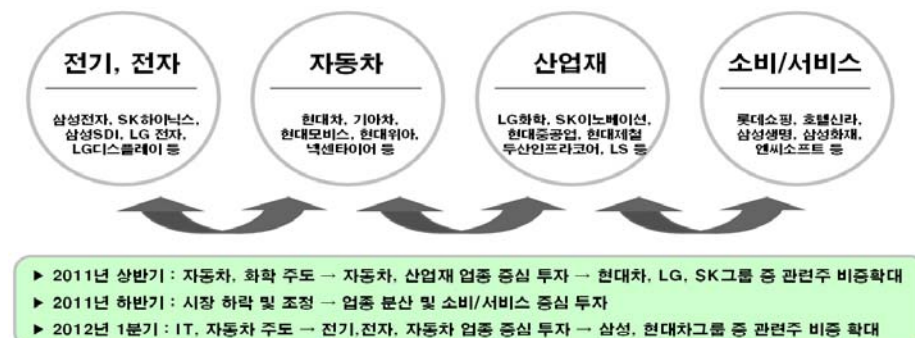 전기, 전자
삼성전자, SK하이닉스,
삼성SDI, LG 전자,
LG디스플레이 등
자동차
현대차, 기아차,
현대모비스, 현대위아,
넥센타이어 등
산업재
LG화학, SK이노베이션,
현대중공업, 현대제철
두산인프라코어, LS 등
소비/서비스
롯데쇼핑, 호텔신라,
삼성생명, 삼성화재,
엔씨소프트 등
▶ 2011년 상반기 : 자동차, 화학 주도 → 자동차, 산업재 업종 중심 투자 → 현대차, LG, SK그룹 중 관련주 비중확대
▶ 2011년 하반기 : 시장 하락 및 조정 → 업종 분산 및 소비/서비스 중심 투자
▶ 2012년 1분기 : IT, 자동차 주도 → 전기,전자, 자동차 업종 중심 투자 → 삼성, 현대차그룹 중 관련주 비중 확대